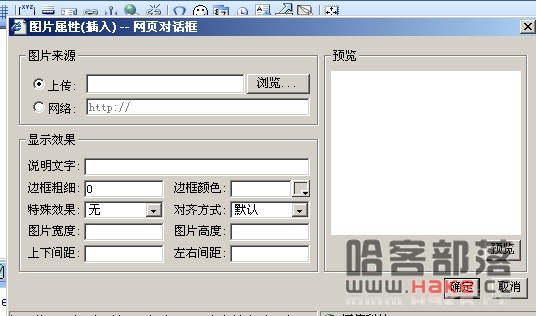 图片属性(插入) -- 网页对话框
图片来源
上传:
浏览...
网络: http://
显示效果
说明文字:
边框粗细: 0 边框颜色:
特殊效果: 无 对齐方式: 默认
图片宽度: 图片高度:
上下间距: 左右间距:
预览
预览
确定 取消
哈客部落
www.hake.cc